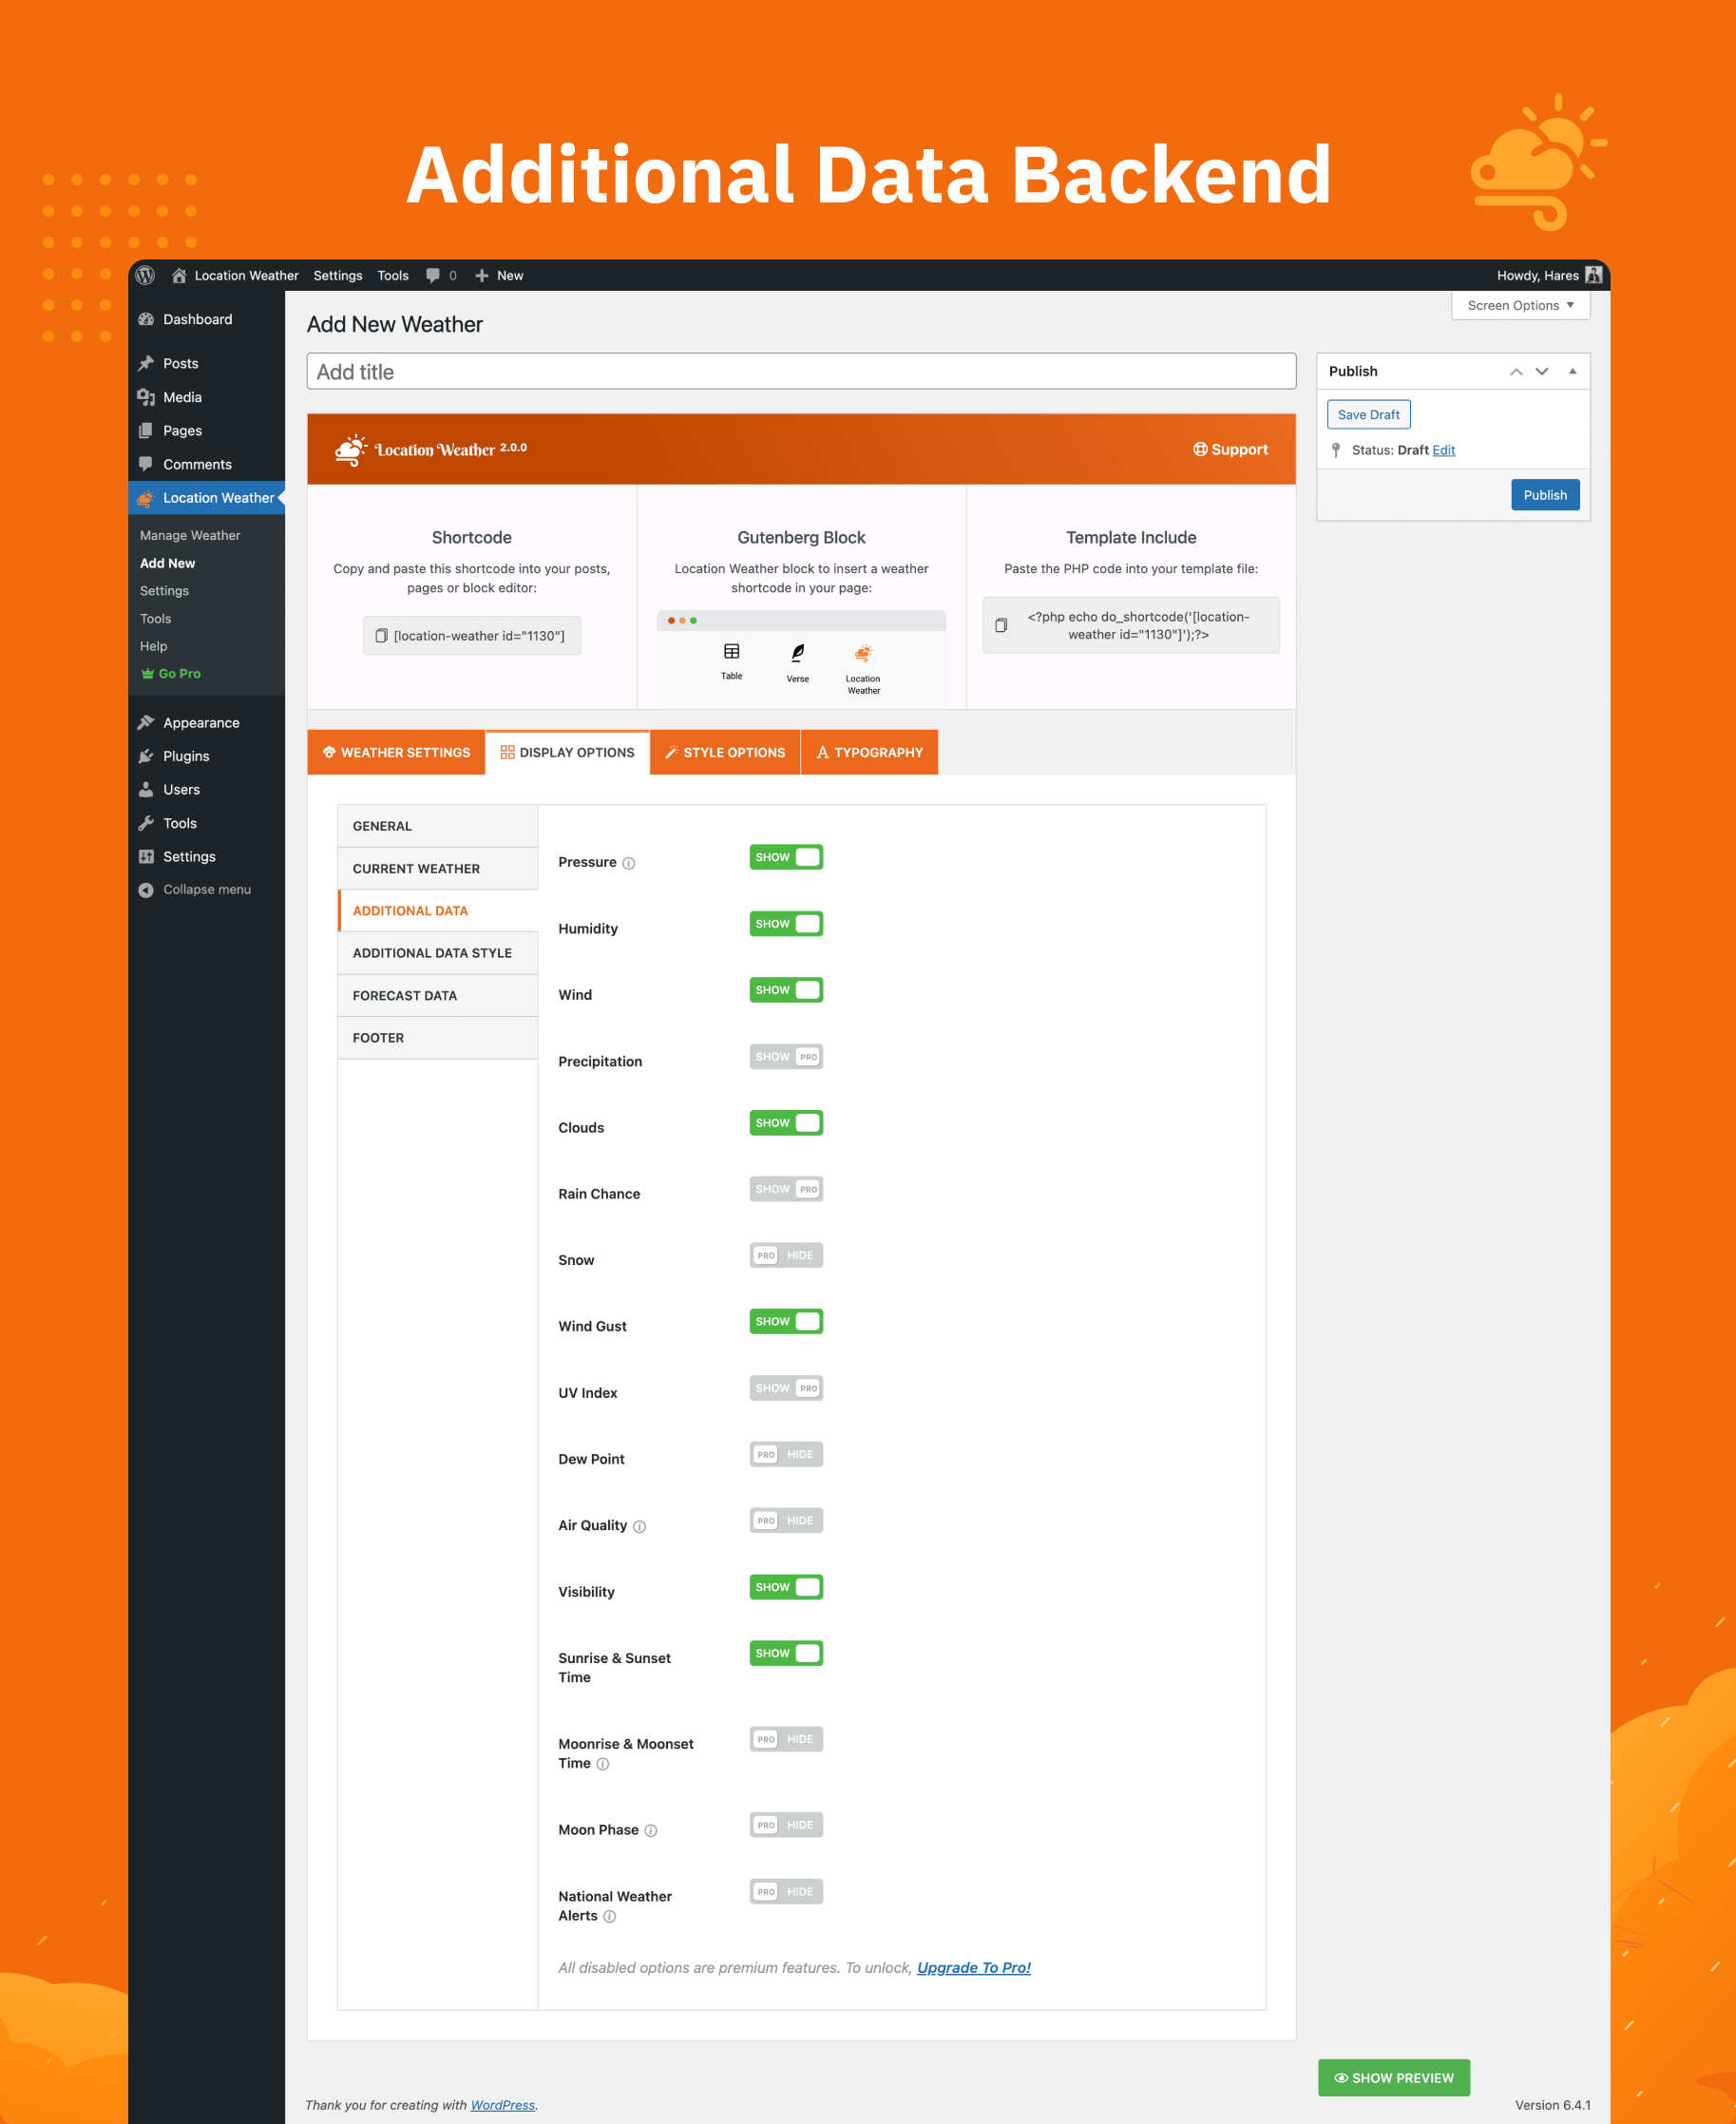 Additional Data Backend
Location Weather Settings Tools 0 New
Howdy, Hares
Screen Options
Dashboard
Posts
Media
Pages
Comments
Location Weather
Manage Weather
Add New
Settings
Tools
Help
Go Pro
Appearance
Plugins
Users
Tools
Settings
Collapse menu
Add New Weather
Add title
Location Weather 2.0.0
Support
Shortcode
Copy and paste this shortcode into your posts,
pages or block editor:
[location-weather id="1130"]
Gutenberg Block
Location Weather block to insert a weather
shortcode in your page:
Table
Verse
Location
Weather
Template Include
Paste the PHP code into your template file:
<?php echo do_shortcode('[location-
weather id="1130"]');?>
Publish
Save Draft
Status: Draft Edit
Publish
WEATHER SETTINGS
DISPLAY OPTIONS
STYLE OPTIONS
TYPOGRAPHY
GENERAL
CURRENT WEATHER
ADDITIONAL DATA
ADDITIONAL DATA STYLE
FORECAST DATA
FOOTER
Pressure SHOW
Humidity SHOW
Wind SHOW
Precipitation SHOW PRO
Clouds SHOW
Rain Chance SHOW PRO
Snow PRO HIDE
Wind Gust SHOW
UV Index SHOW PRO
Dew Point PRO HIDE
Air Quality PRO HIDE
Visibility SHOW
Sunrise & Sunset SHOW
Time
Moonrise & Moonset PRO HIDE
Time
Moon Phase PRO HIDE
National Weather PRO HIDE
Alerts
All disabled options are premium features. To unlock, Upgrade To Pro!
SHOW PREVIEW
Thank you for creating with WordPress.
Version 6.4.1